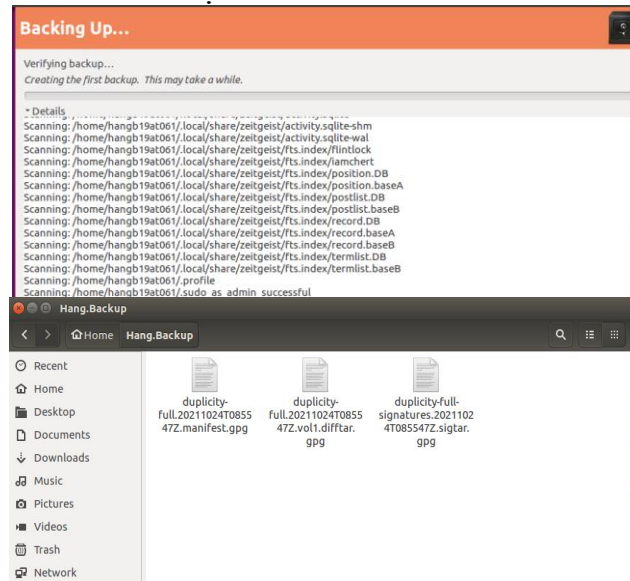 Backing Up...
Verifying backup...
Creating the first backup. This may take a while.
Details
Scanning: /home/hangb19at061/.local/share/zeitgeist/activity.sqlite-shm
Scanning: /home/hangb19at061/.local/share/zeitgeist/activity.sqlite-wal
Scanning: /home/hangb19at061/.local/share/zeitgeist/fts.index/flintlock
Scanning: /home/hangb19at061/.local/share/zeitgeist/fts.index/iamchert
Scanning: /home/hangb19at061/.local/share/zeitgeist/fts.index/position.DB
Scanning: /home/hangb19at061/.local/share/zeitgeist/fts.index/position.baseA
Scanning: /home/hangb19at061/.local/share/zeitgeist/fts.index/postlist.DB
Scanning: /home/hangb19at061/.local/share/zeitgeist/fts.index/postlist.baseB
Scanning: /home/hangb19at061/.local/share/zeitgeist/fts.index/record.DB
Scanning: /home/hangb19at061/.local/share/zeitgeist/fts.index/record.baseA
Scanning: /home/hangb19at061/.local/share/zeitgeist/fts.index/record.baseB
Scanning: /home/hangb19at061/.local/share/zeitgeist/fts.index/termlist.DB
Scanning: /home/hangb19at061/.local/share/zeitgeist/fts.index/termlist.baseB
Scanning: /home/hangb19at061/.profile
Scanning: /home/hangb19at061/.sudo_as_admin_successful
Hang.Backup
Home Hang.Backup
Recent
Home
Desktop
Documents
Downloads
Music
Pictures
Videos
Trash
Network
duplicity-
full.20211024T0855
47Z.manifest.gpg
duplicity-
full.20211024T0855
47Z.vol1.difftar.
gpg
duplicity-full-
signatures.2021102
4T085547Z.sigtar.
gpg